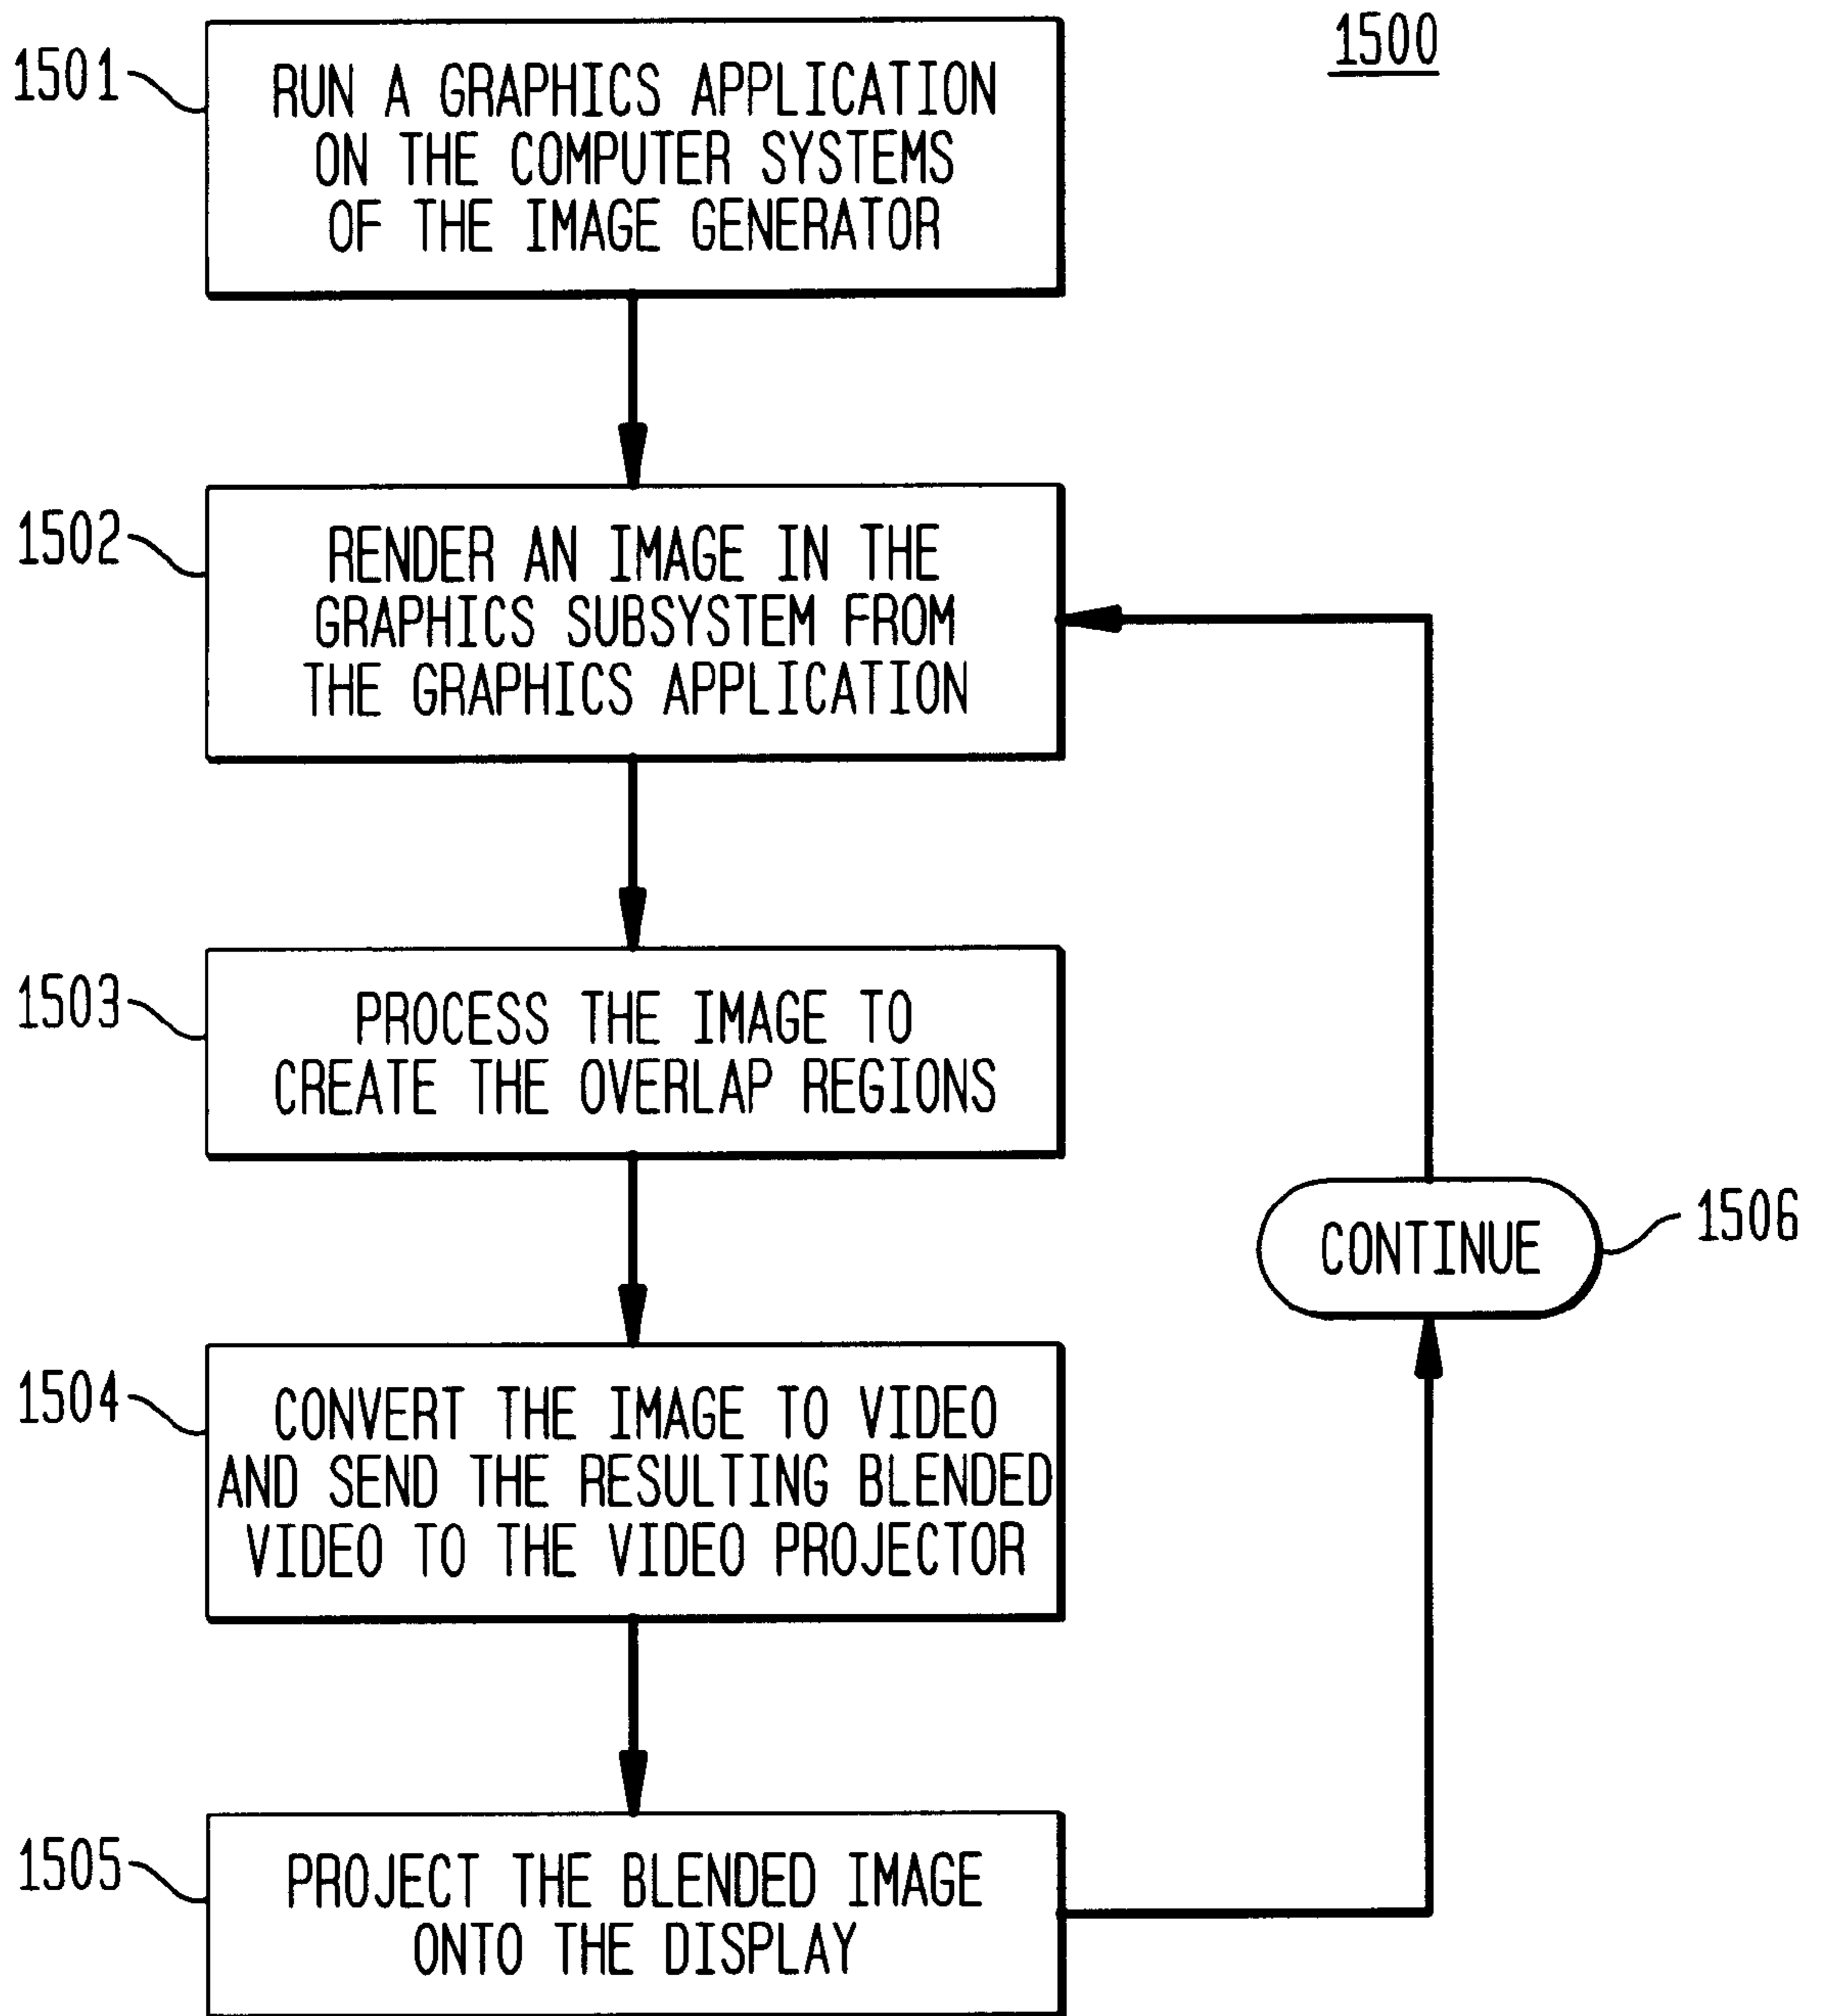 1500
1501
RUN A GRAPHICS APPLICATION
ON THE COMPUTER SYSTEMS
OF THE IMAGE GENERATOR
1502
RENDER AN IMAGE IN THE
GRAPHICS SUBSYSTEM FROM
THE GRAPHICS APPLICATION
1503
PROCESS THE IMAGE TO
CREATE THE OVERLAP REGIONS
CONTINUE
1506
1504
CONVERT THE IMAGE TO VIDEO
AND SEND THE RESULTING BLENDED
VIDEO TO THE VIDEO PROJECTOR
1505
PROJECT THE BLENDED IMAGE
ONTO THE DISPLAY